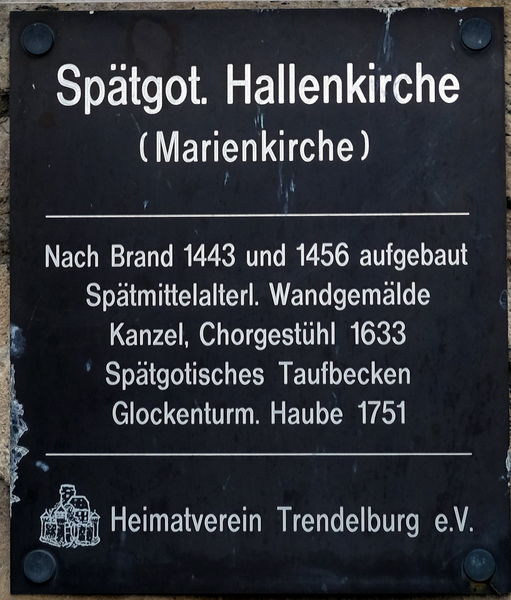 Spätgot. Hallenkirche
(Marienkirche)
Nach Brand 1443 und 1456 aufgebaut
Spätmittelalterl. Wandgemälde
Kanzel, Chorgestühl 1633
Spätgotisches Taufbecken
Glockenturm. Haube 1751
Heimatverein Trendelburg e.V.